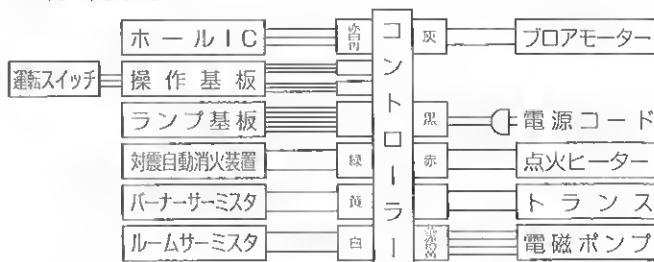 ホールIC
赤白青
コントローラー
灰
ブロアモーター
運転スイッチ
操作基板
ランプ基板
黒
電源コード
対震自動消火装置
緑
赤
点火ヒーター
バーナーサーミスタ
黄
トランス
ルームサーミスタ
白
電磁ポンプ